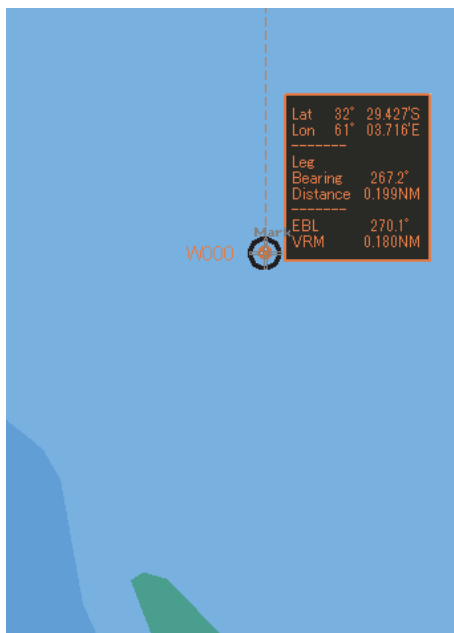 Lat 32° 29.427'S
Lon 61° 03.716'E
-------
Leg
Bearing 267.2°
Distance 0.199NM
-------
EBL 270.1°
VRM 0.180NM
Mark
W000